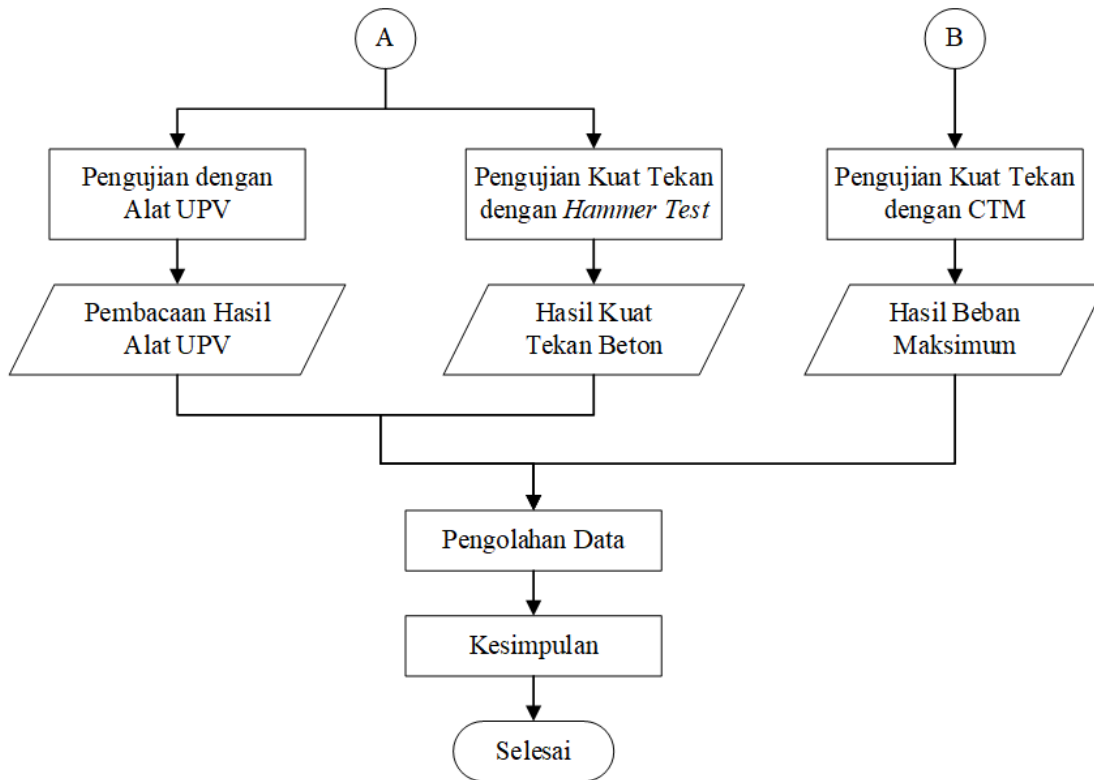 A
B
Pengujian dengan
Alat UPV
Pengujian Kuat Tekan
dengan Hammer Test
Pengujian Kuat Tekan
dengan CTM
Pembacaan Hasil
Alat UPV
Hasil Kuat
Tekan Beton
Hasil Beban
Maksimum
Pengolahan Data
Kesimpulan
Selesai